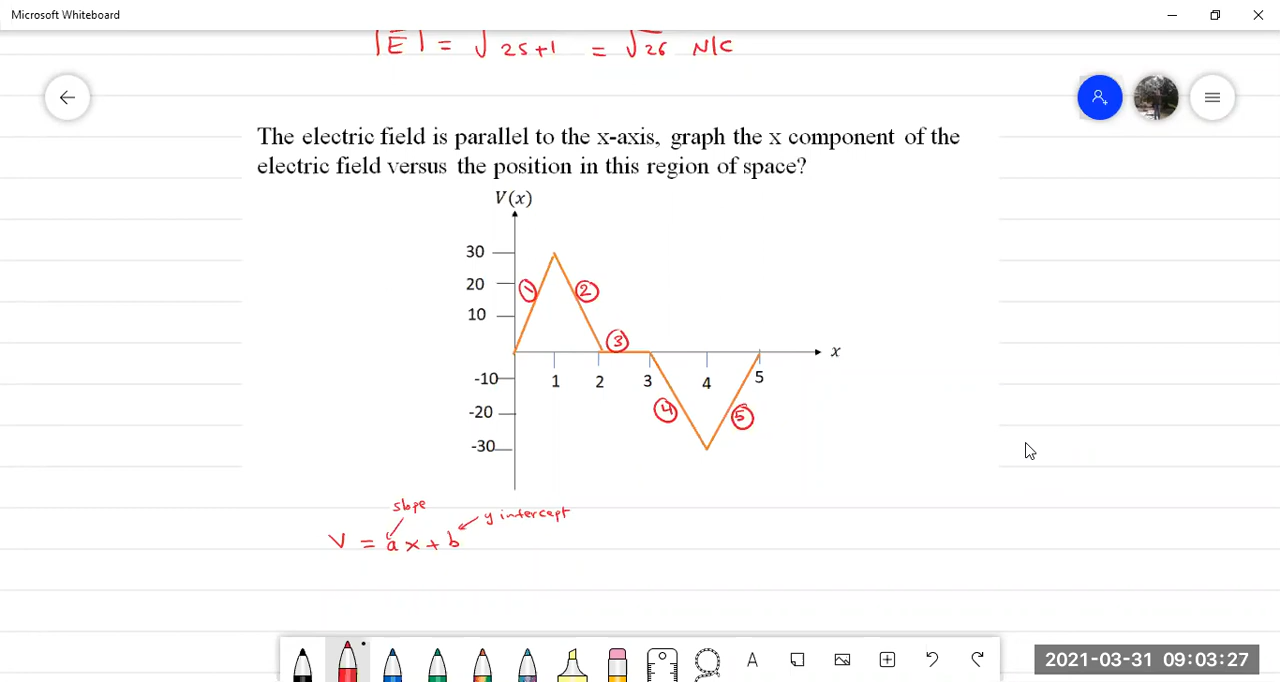 Microsoft Whiteboard
|E| = √25+1 = √26 N/C
The electric field is parallel to the x-axis, graph the x component of the
electric field versus the position in this region of space?
V(x)
30
20
10
-10
-20
-30
1 2 3 4 5
x
① ② ③ ④ ⑤
slope
y intercept
V = ax + b
A
2021-03-31 09:03:27